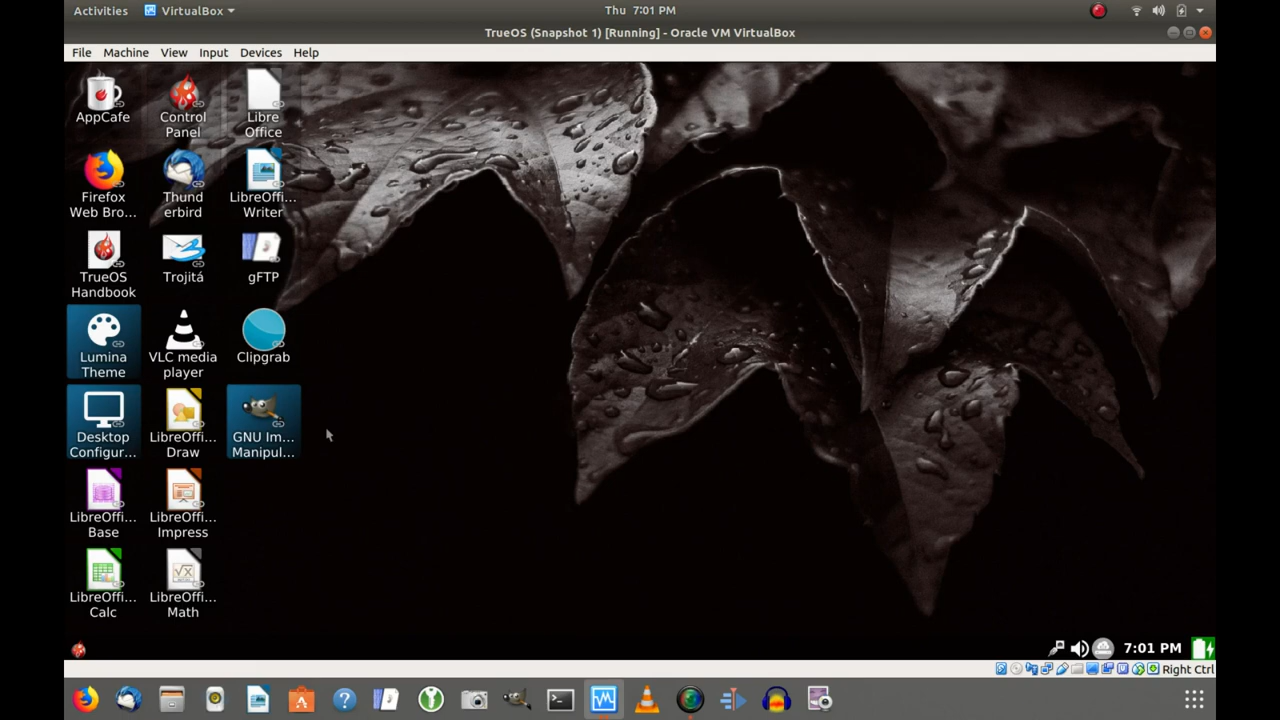 Activities
VirtualBox
Thu 7:01 PM
TrueOS (Snapshot 1) [Running] - Oracle VM VirtualBox
File Machine View Input Devices Help
AppCafe
Control
Panel
Libre
Office
Firefox
Web Bro...
Thund
erbird
LibreOffi...
Writer
TrueOS
Handbook
Trojitá
gFTP
Lumina
Theme
VLC media
player
Clipgrab
Desktop
Configur...
LibreOffi...
Draw
GNU Im...
Manipul...
LibreOffi...
Base
LibreOffi...
Impress
LibreOffi...
Calc
LibreOffi...
Math
7:01 PM
Right Ctrl